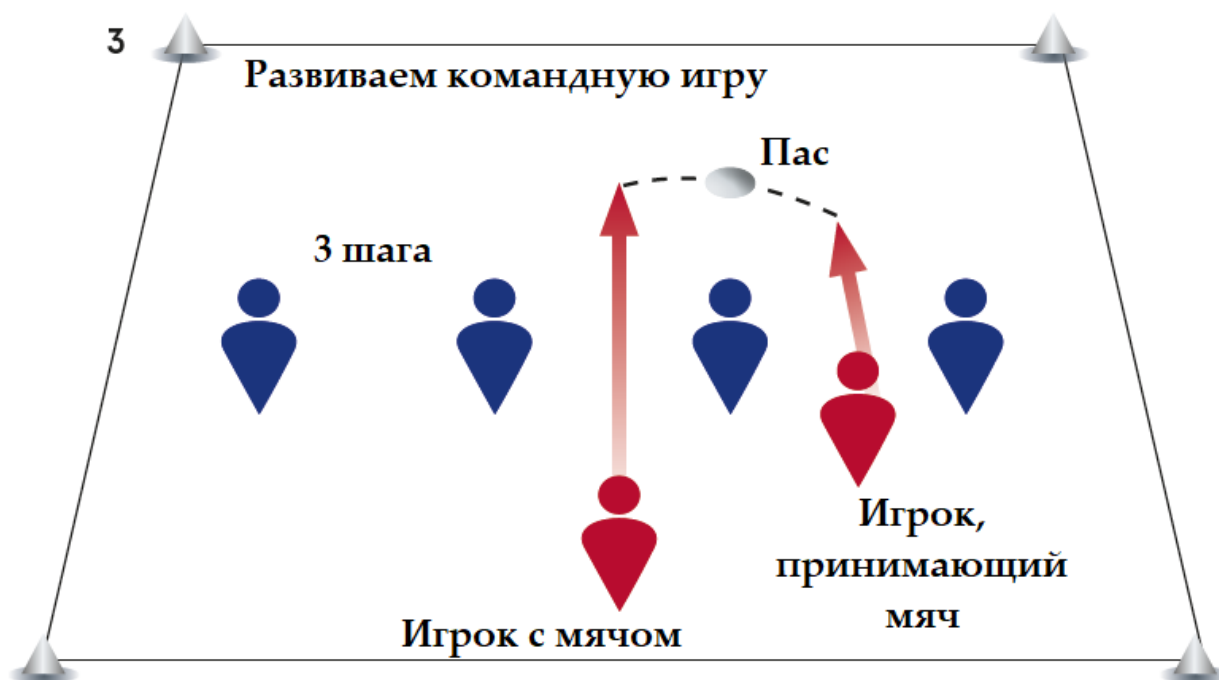 3
Развиваем командную игру
Пас
3 шага
Игрок,
принимающий
мяч
Игрок с мячом